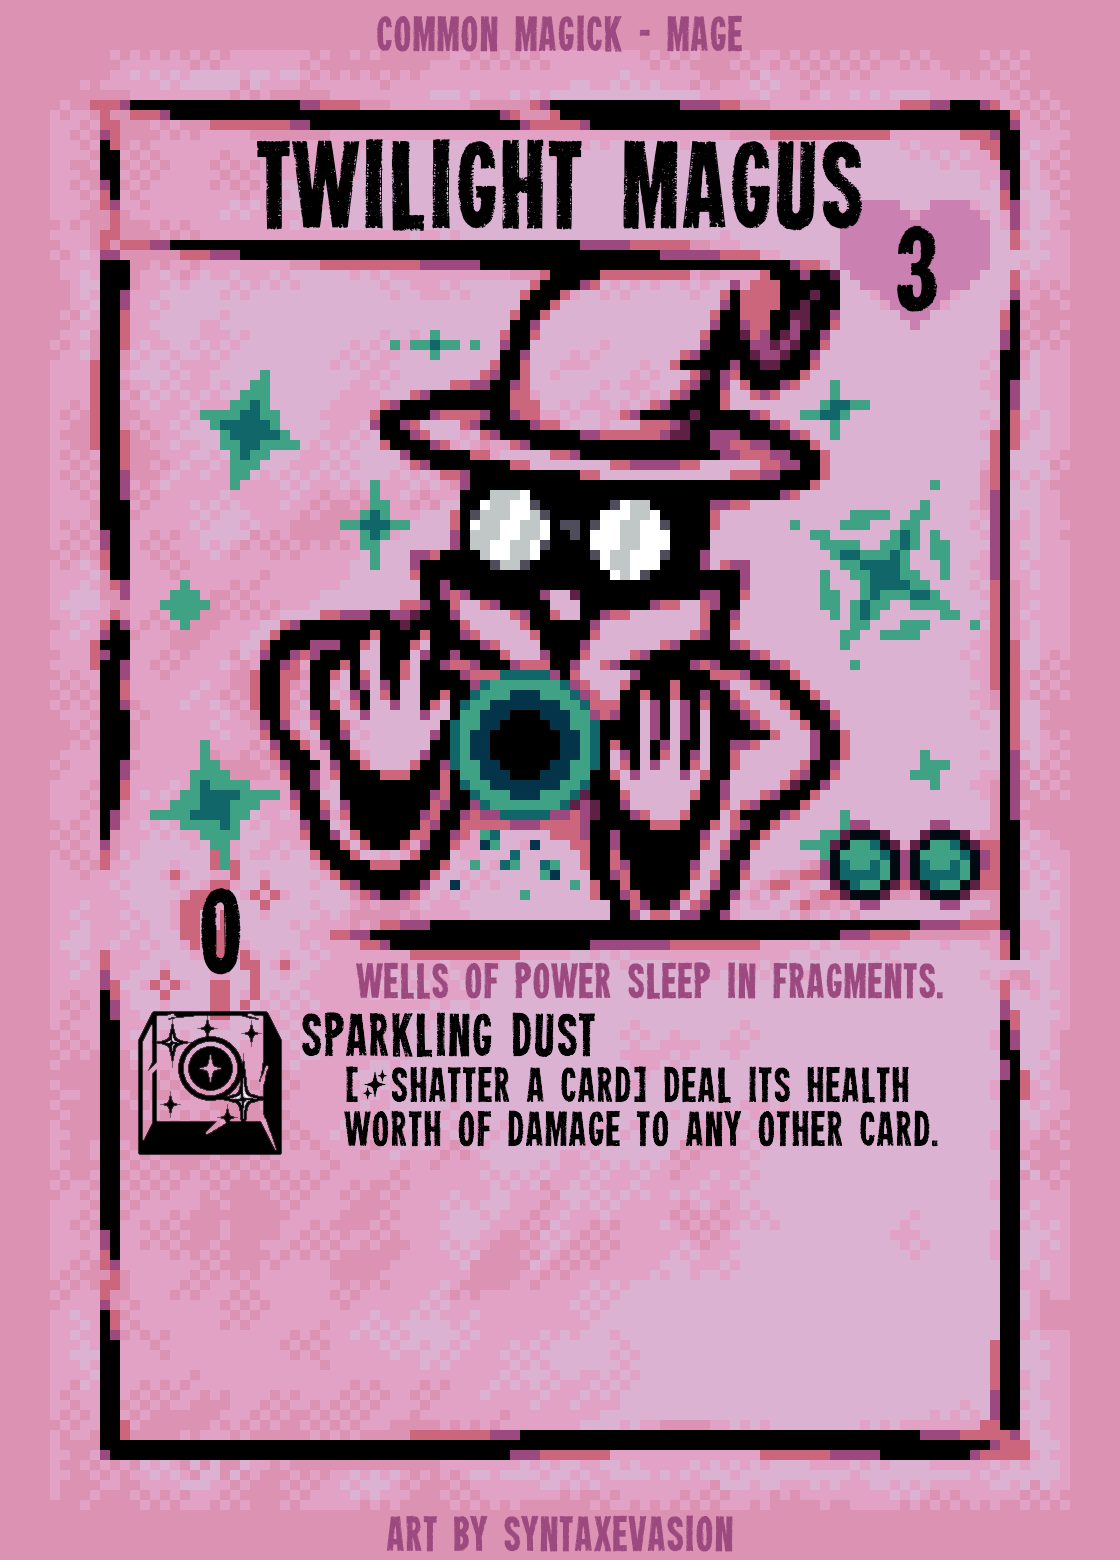 COMMON MAGICK - MAGE
TWILIGHT MAGUS
3
0
WELLS OF POWER SLEEP IN FRAGMENTS.
SPARKLING DUST
[✨SHATTER A CARD] DEAL ITS HEALTH
WORTH OF DAMAGE TO ANY OTHER CARD.
ART BY SYNTAXEVASION